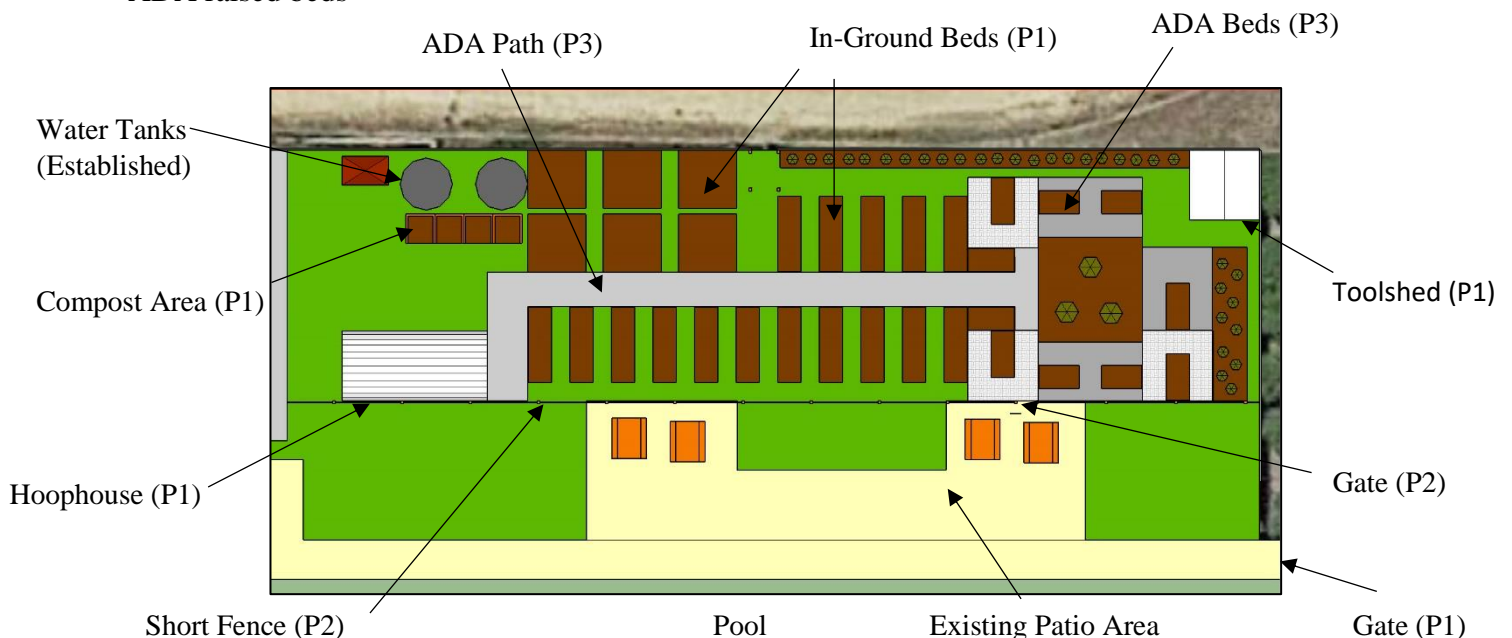 ADA raised beds
ADA Path (P3)
In-Ground Beds (P1)
ADA Beds (P3)
Water Tanks
(Established)
Compost Area (P1)
Toolshed (P1)
Hoophouse (P1)
Gate (P2)
Short Fence (P2)
Pool
Existing Patio Area
Gate (P1)